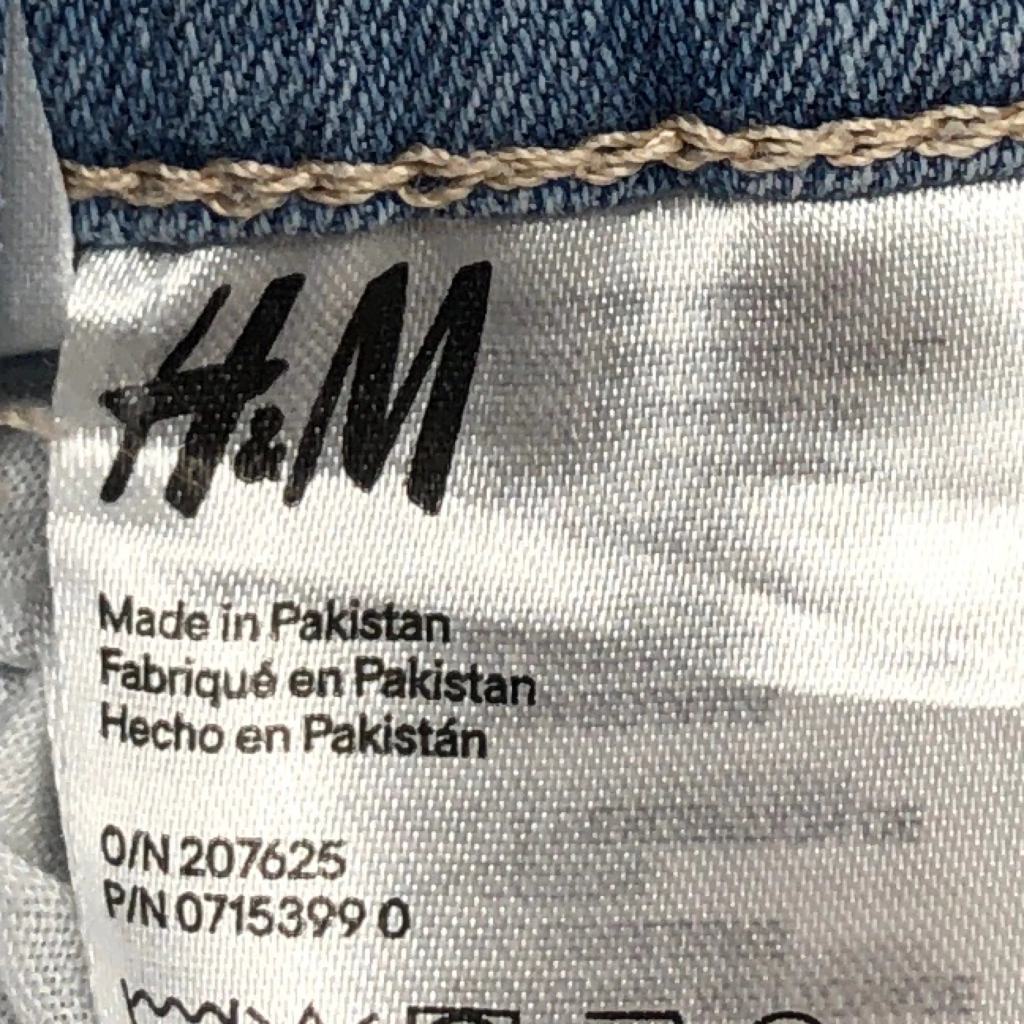 H&M
Made in Pakistan
Fabriqué en Pakistan
Hecho en Pakistán
O/N 207625
P/N 0715399 0